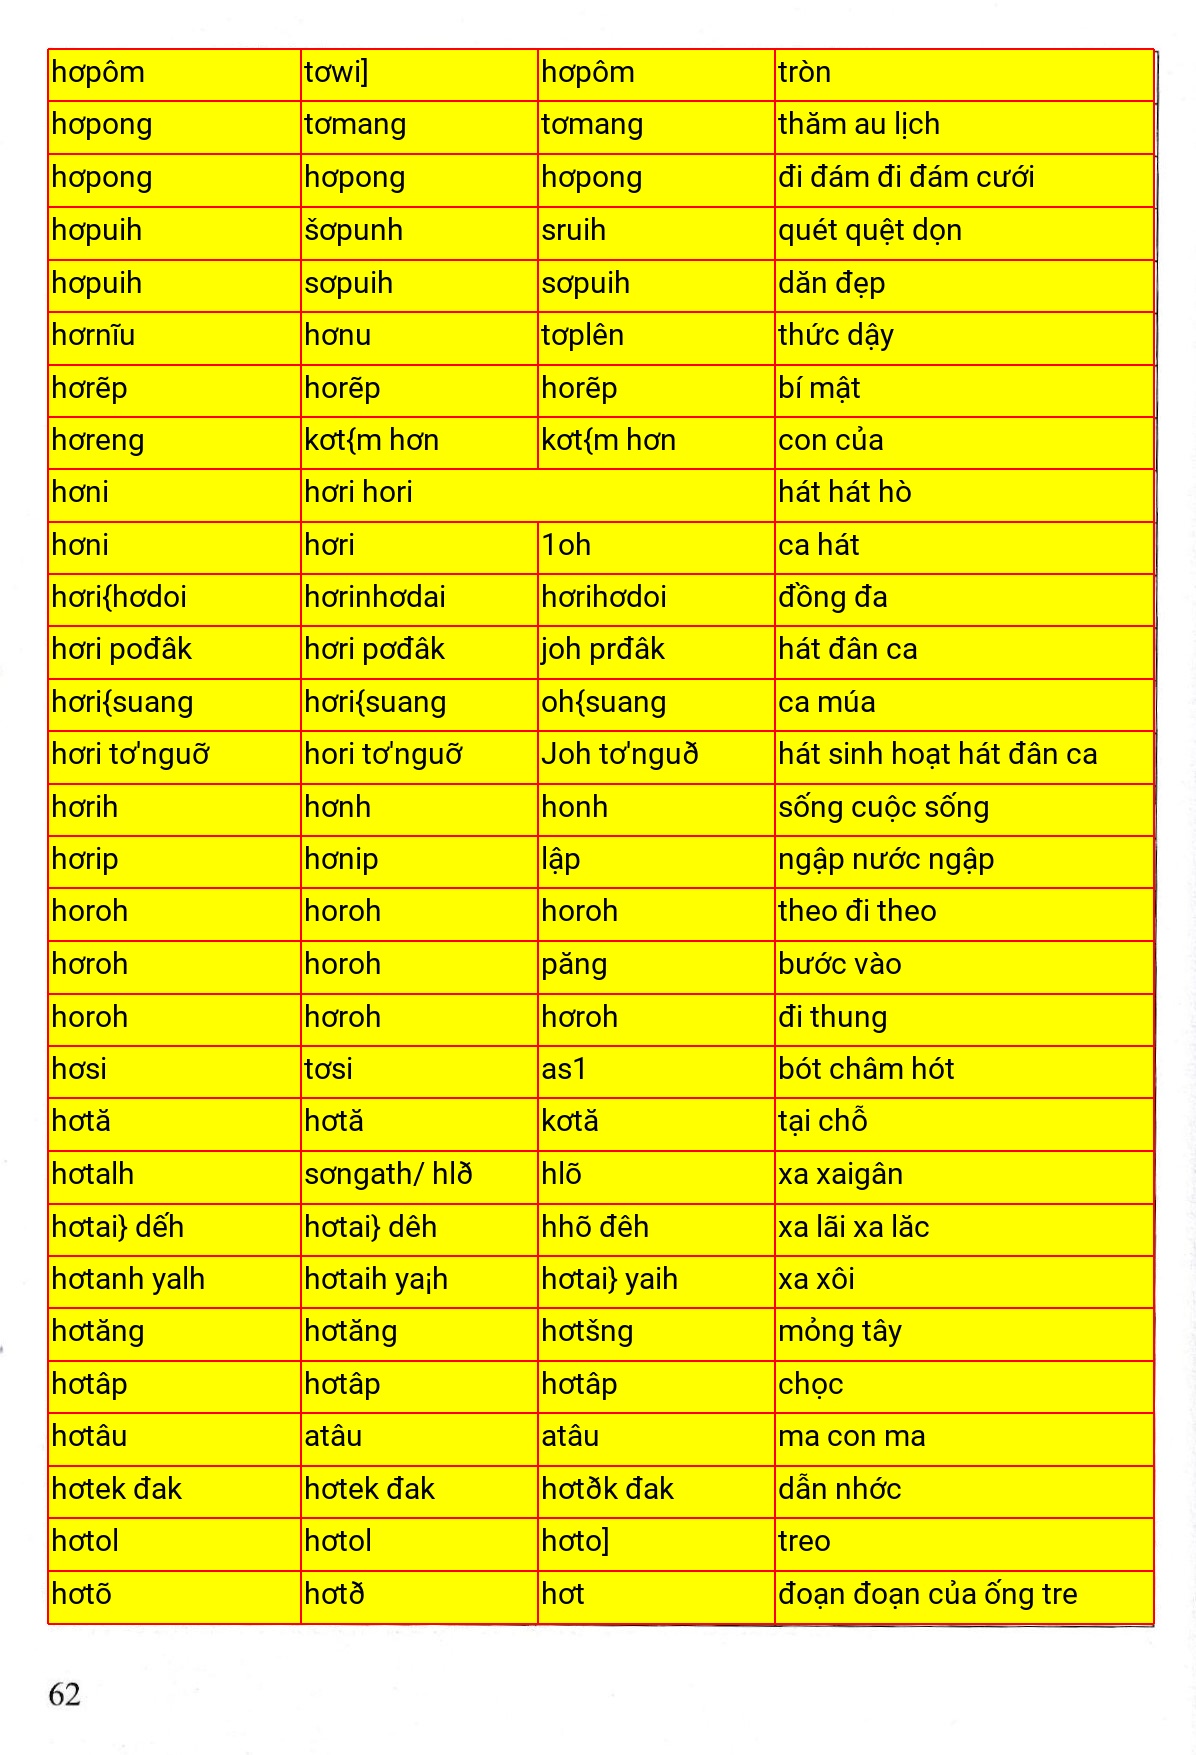 hơpôm tơwi] hơpôm tròn
hơpong tơmang tơmang thăm au lịch
hơpong hơpong hơpong đi đám đi đám cưới
hơpuih šơpunh sruih quét quệt dọn
hơpuih sơpuih sơpuih dăn đẹp
hơrnĩu hơnu tơplên thức dậy
hơrẽp horẽp horẽp bí mật
hơreng kơt{m hơn kơt{m hơn con của
hơni hơri hori hát hát hò
hơni hơri 1oh ca hát
hơri{hơdoi hơrinhơdai hơrihơdoi đồng đa
hơri pođâk hơri pơđâk joh prđâk hát đân ca
hơri{suang hơri{suang oh{suang ca múa
hơri tơ'nguỡ hori tơ'nguỡ Joh tơ'nguð hát sinh hoạt hát đân ca
hơrih hơnh honh sống cuộc sống
hơrip hơnip lập ngập nước ngập
horoh horoh horoh theo đi theo
hơroh horoh păng bước vào
horoh hơroh hơroh đi thung
hơsi tơsi as1 bót châm hót
hơtă hơtă kơtă tại chỗ
hơtalh sơngath/ hlð hlõ xa xaigân
hơtai} dếh hơtai} dêh hhõ đêh xa lãi xa lăc
hơtanh yalh hơtaih ya¡h hơtai} yaih xa xôi
hơtăng hơtăng hơtšng mỏng tây
hơtâp hơtâp hơtâp chọc
hơtâu atâu atâu ma con ma
hơtek đak hơtek đak hơtðk đak dẫn nhớc
hơtol hơtol hơto] treo
hơtõ hơtð hơt đoạn đoạn của ống tre
62